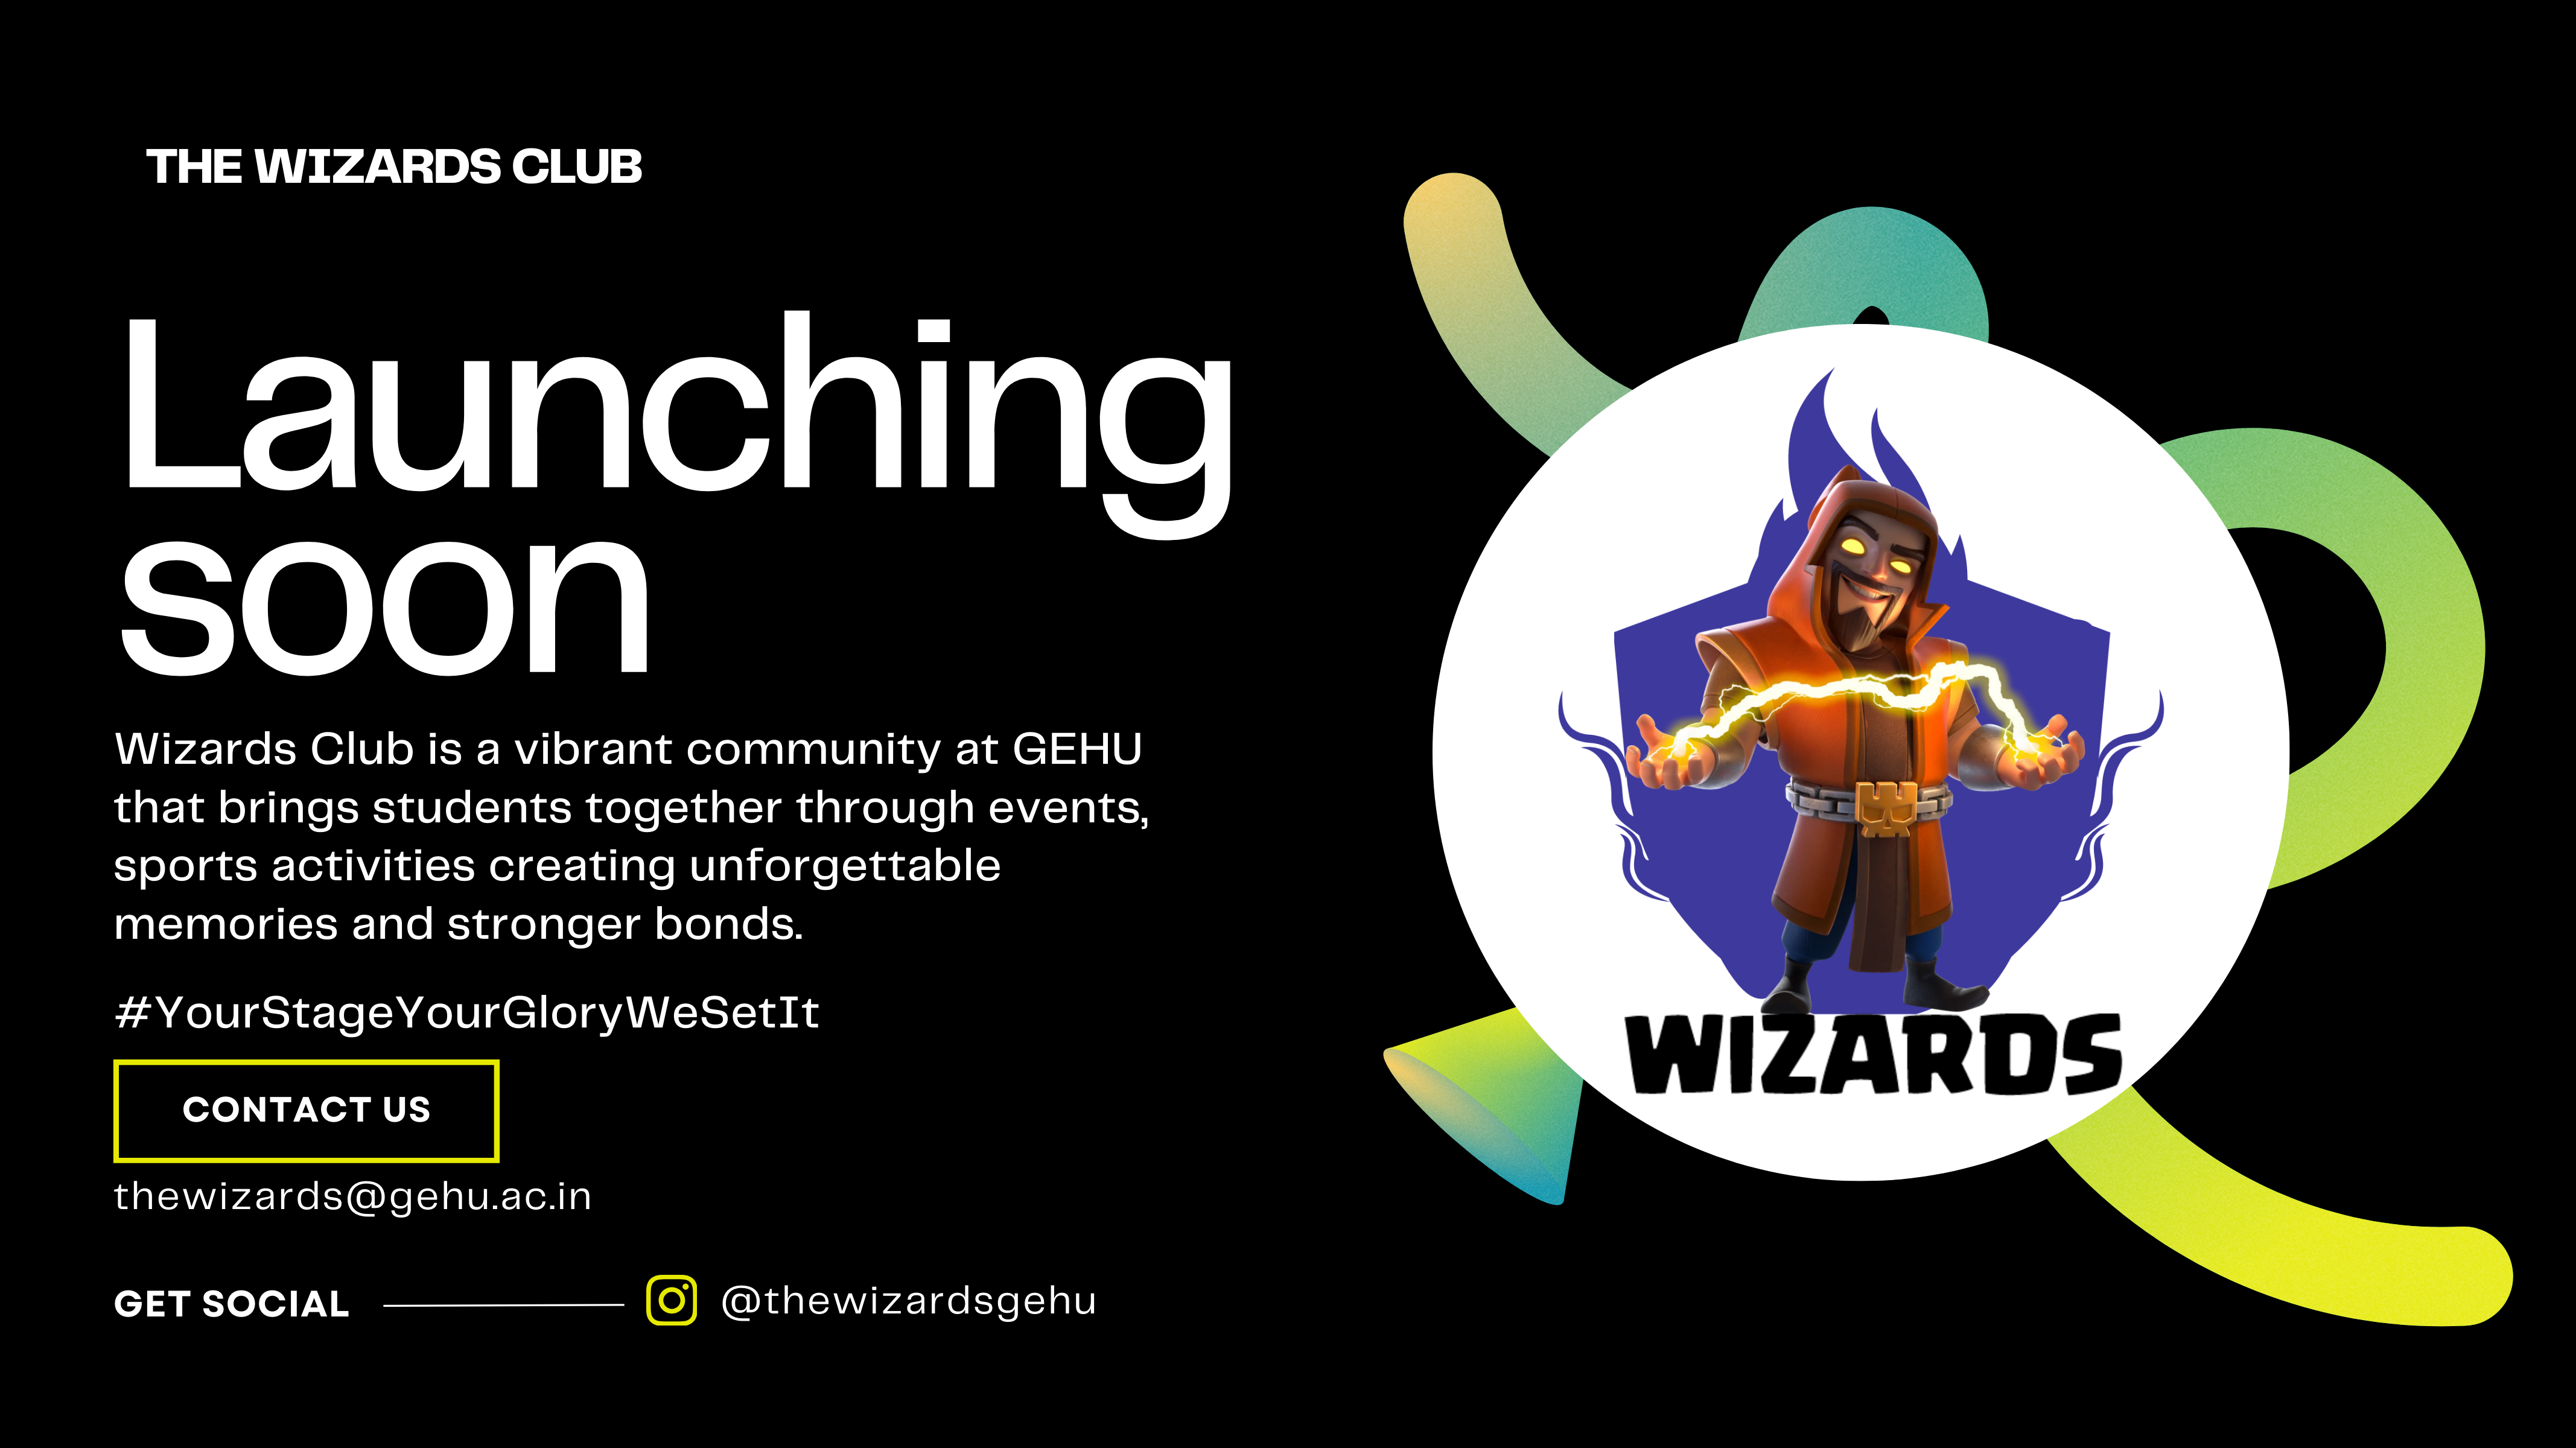 THE WIZARDS CLUB
Launching
soon
Wizards Club is a vibrant community at GEHU
that brings students together through events,
sports activities creating unforgettable
memories and stronger bonds.
#YourStageYourGloryWeSetIt
CONTACT US
thewizards@gehu.ac.in
GET SOCIAL
@thewizardsgehu
WIZARDS